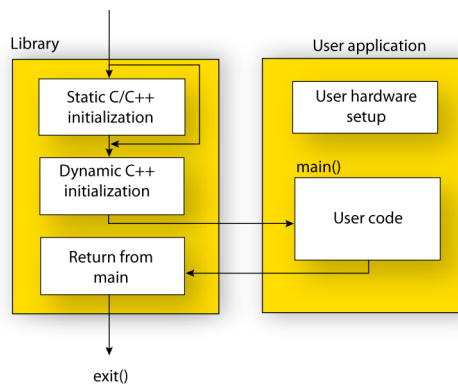 Library
User application
Static C/C++
initialization
User hardware
setup
Dynamic C++
initialization
main()
User code
Return from
main
exit()